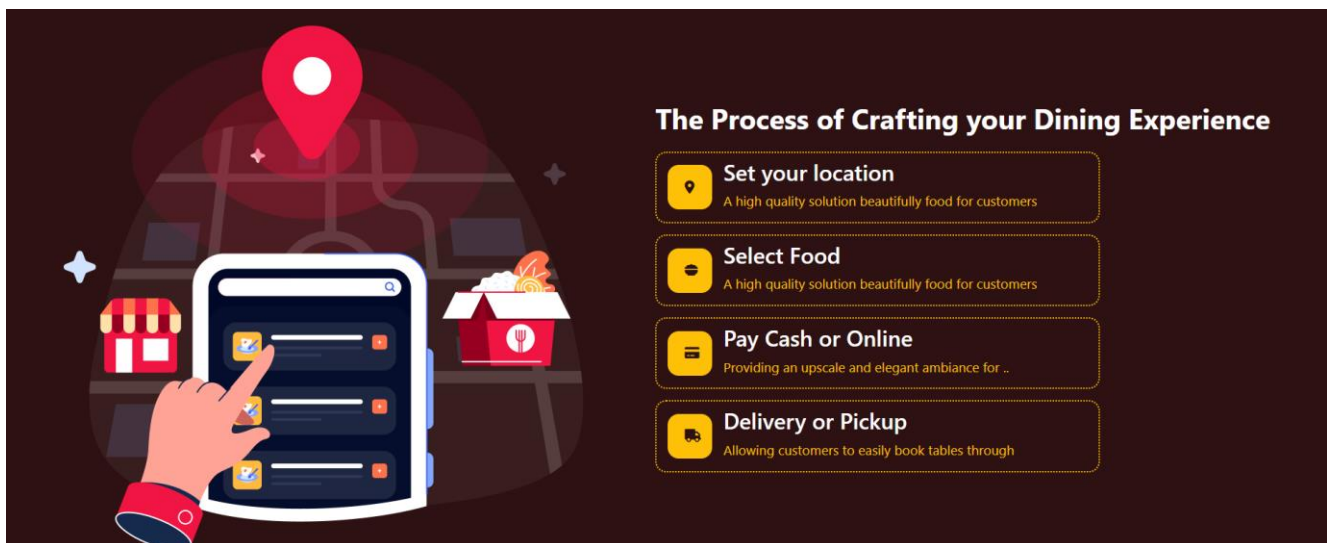 The Process of Crafting your Dining Experience
Set your location
A high quality solution beautifully food for customers
Select Food
A high quality solution beautifully food for customers
Pay Cash or Online
Providing an upscale and elegant ambiance for ..
Delivery or Pickup
Allowing customers to easily book tables through